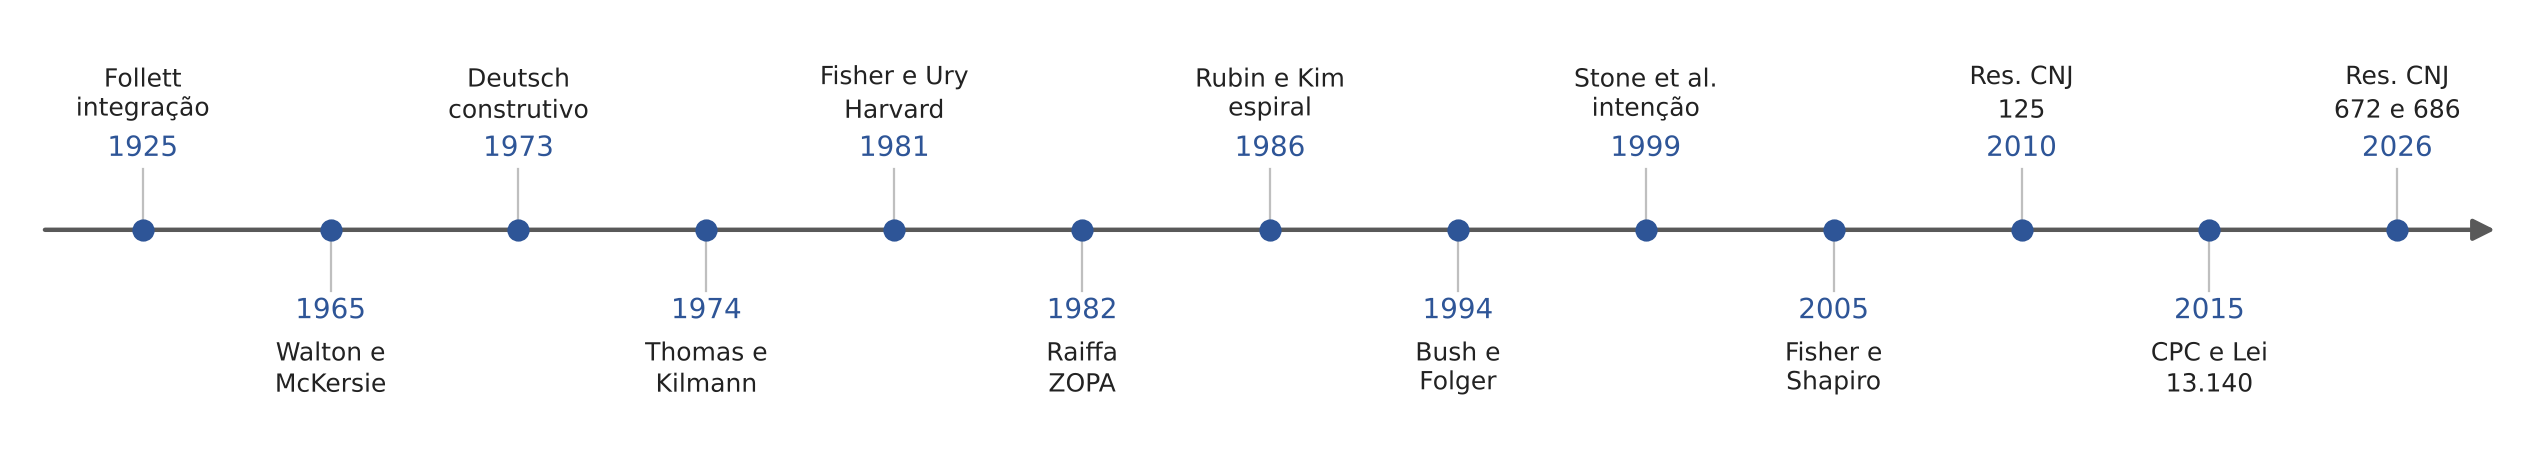 Follett
integração
1925
Walton e
McKersie
1965
Deutsch
construtivo
1973
Thomas e
Kilmann
1974
Fisher e Ury
Harvard
1981
Raiffa
ZOPA
1982
Rubin e Kim
espiral
1986
Bush e
Folger
1994
Stone et al.
intenção
1999
Fisher e
Shapiro
2005
Res. CNJ
125
2010
CPC e Lei
13.140
2015
Res. CNJ
672 e 686
2026